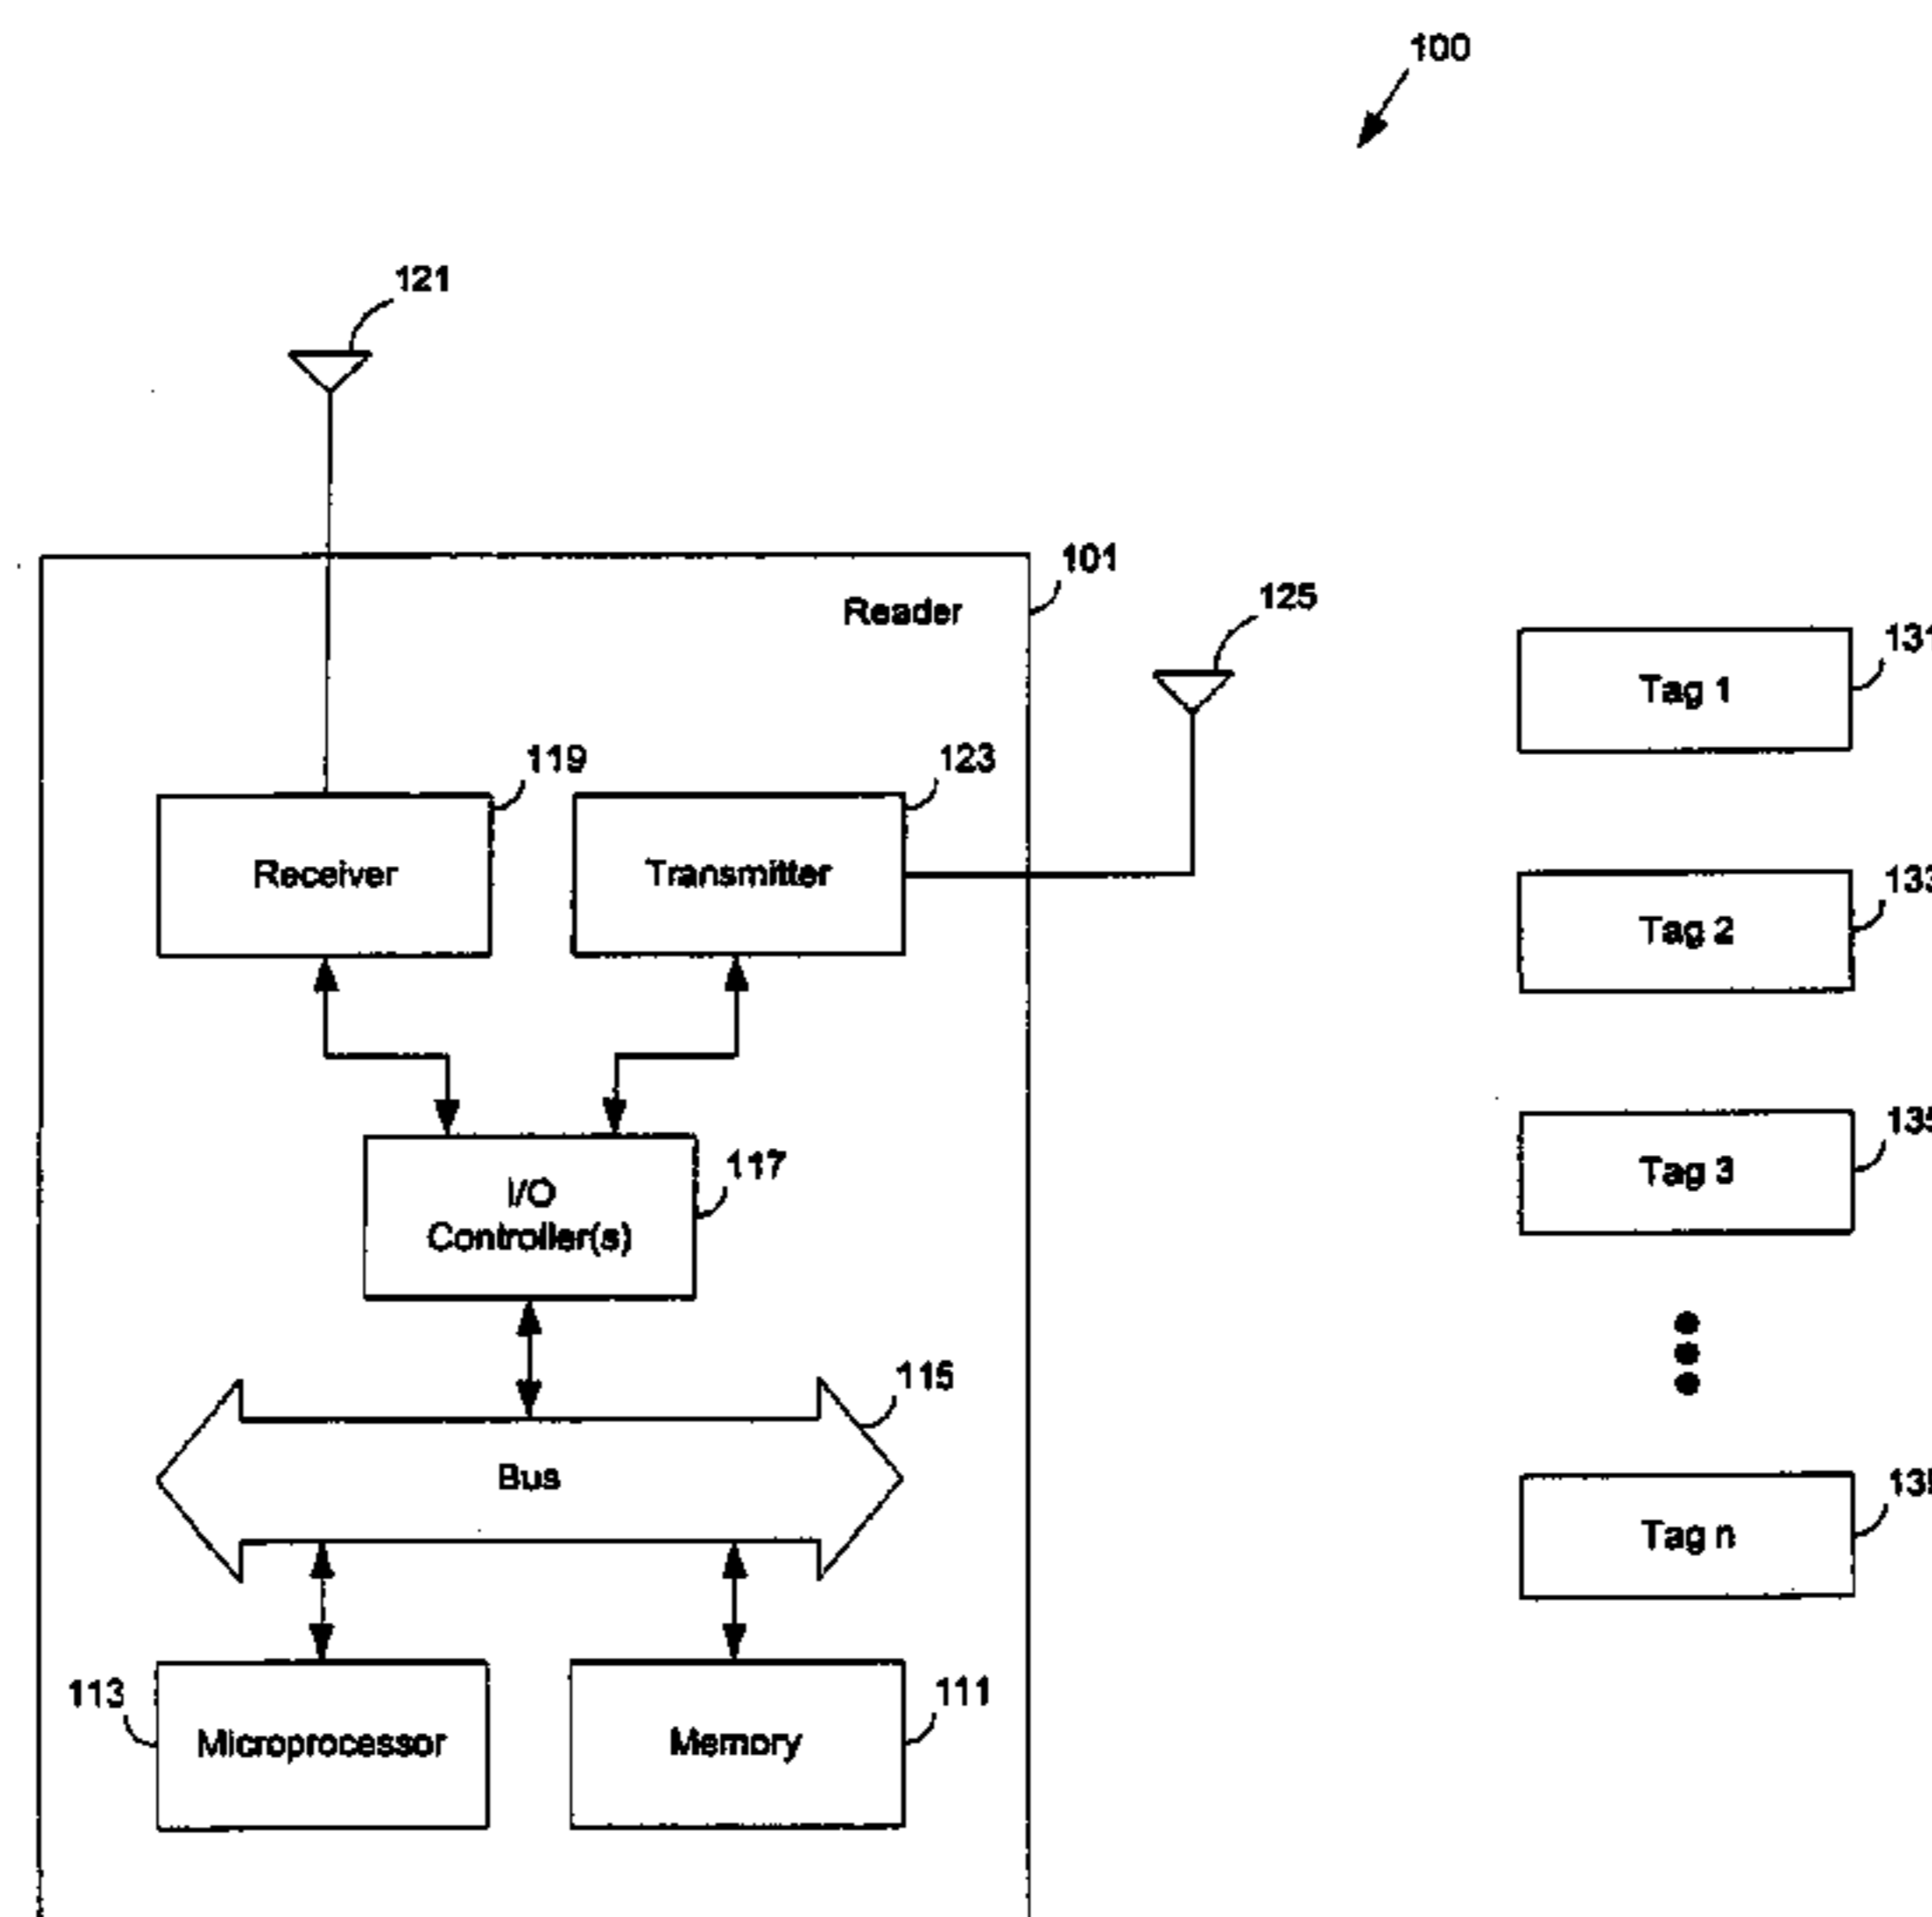 100
121
101
Reader
125
131
Tag 1
119
123
Receiver
Transmitter
133
Tag 2
135
Tag 3
117
I/O
Controller(s)
115
Bus
Tag n
113
111
Microprocessor
Memory